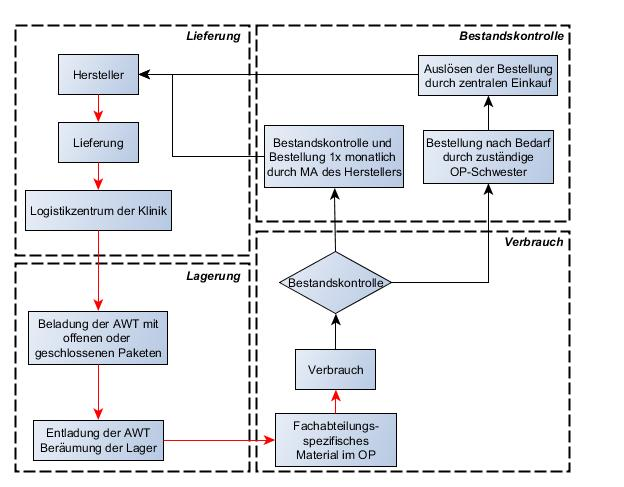 Lieferung
Hersteller
Lieferung
Logistikzentrum der Klinik
Bestandskontrolle
Auslösen der Bestellung
durch zentralen Einkauf
Bestandskontrolle und
Bestellung 1x monatlich
durch MA des Herstellers
Bestellung nach Bedarf
durch zuständige
OP-Schwester
Lagerung
Beladung der AWT mit
offenen oder
geschlossenen Paketen
Entladung der AWT
Beräumung der Lager
Verbrauch
Bestandskontrolle
Verbrauch
Fachabteilungs-
spezifisches
Material im OP